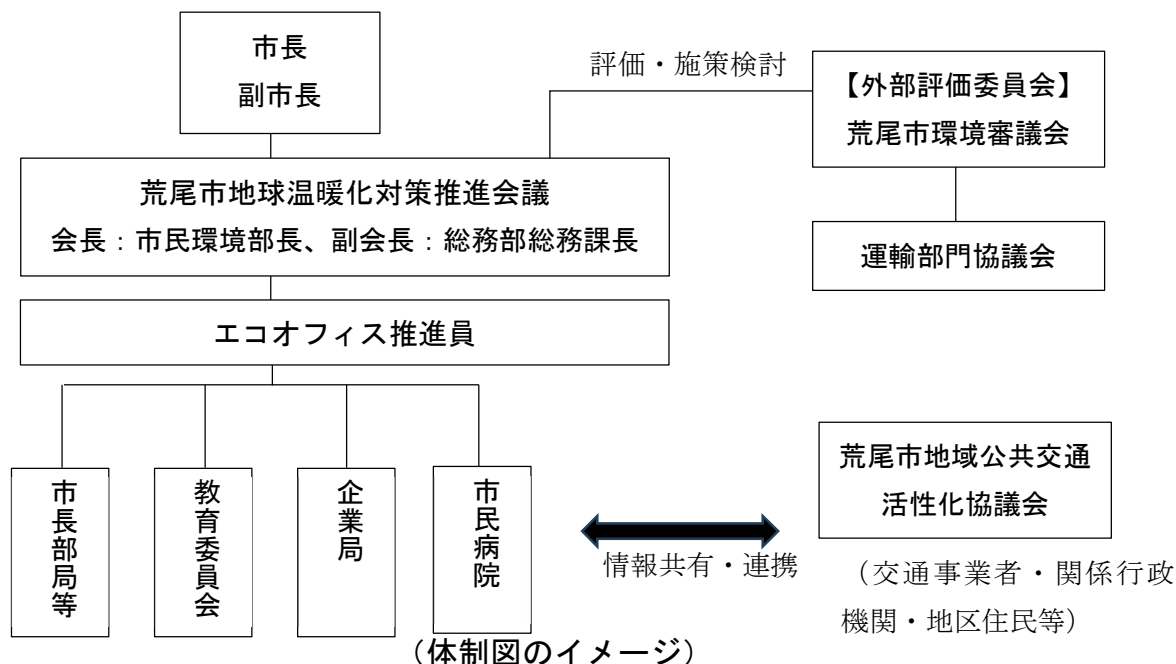 市長
副市長
評価・施策検討
【外部評価委員会】
荒尾市環境審議会
荒尾市地球温暖化対策推進会議
会長：市民環境部長、副会長：総務部総務課長
運輸部門協議会
エコオフィス推進員
市長部局等
教育委員会
企業局
市民病院
荒尾市地域公共交通
活性化協議会
情報共有・連携
（交通事業者・関係行政
機関・地区住民等）
（体制図のイメージ）